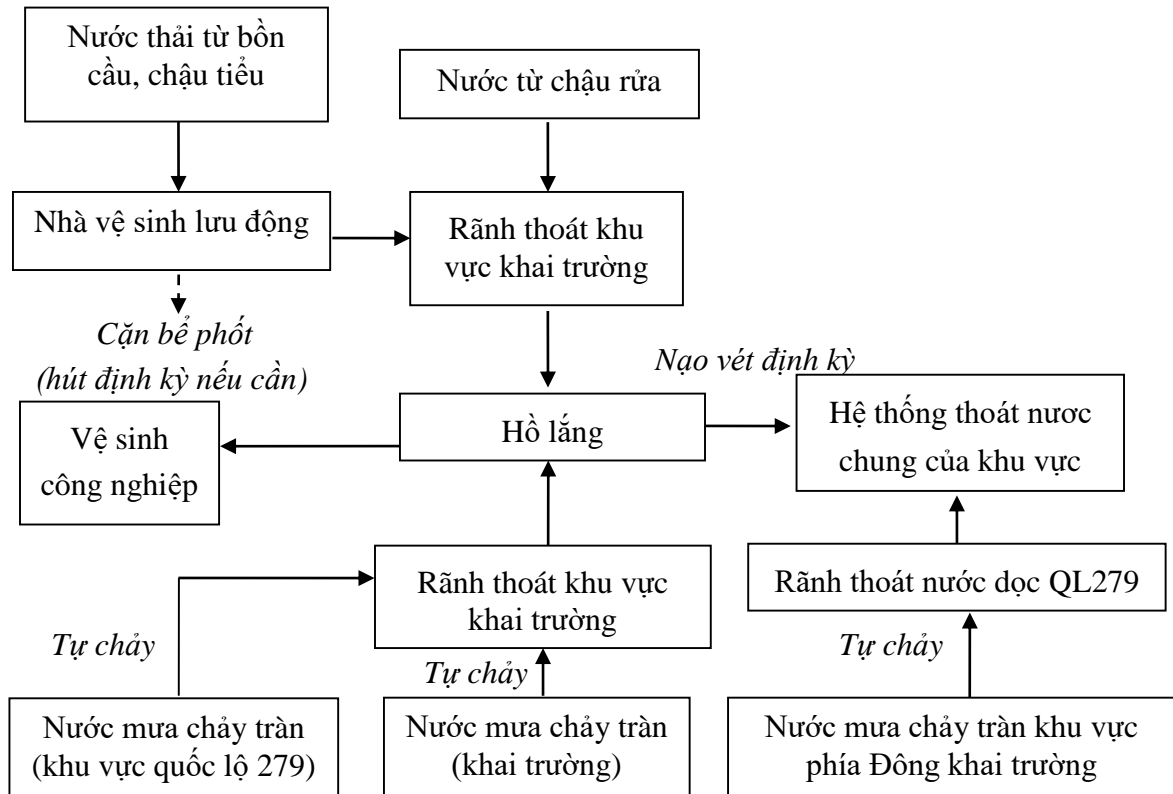 Nước thải từ bồn
cầu, chậu tiểu
Nước từ chậu rửa
Nhà vệ sinh lưu động
Rãnh thoát khu
vực khai trường
Cặn bể phốt
(hút định kỳ nếu cần)
Nạo vét định kỳ
Vệ sinh
công nghiệp
Hồ lắng
Hệ thống thoát nươc
chung của khu vực
Rãnh thoát khu vực
khai trường
Rãnh thoát nước dọc QL279
Tự chảy
Tự chảy
Tự chảy
Nước mưa chảy tràn
(khu vực quốc lộ 279)
Nước mưa chảy tràn
(khai trường)
Nước mưa chảy tràn khu vực
phía Đông khai trường